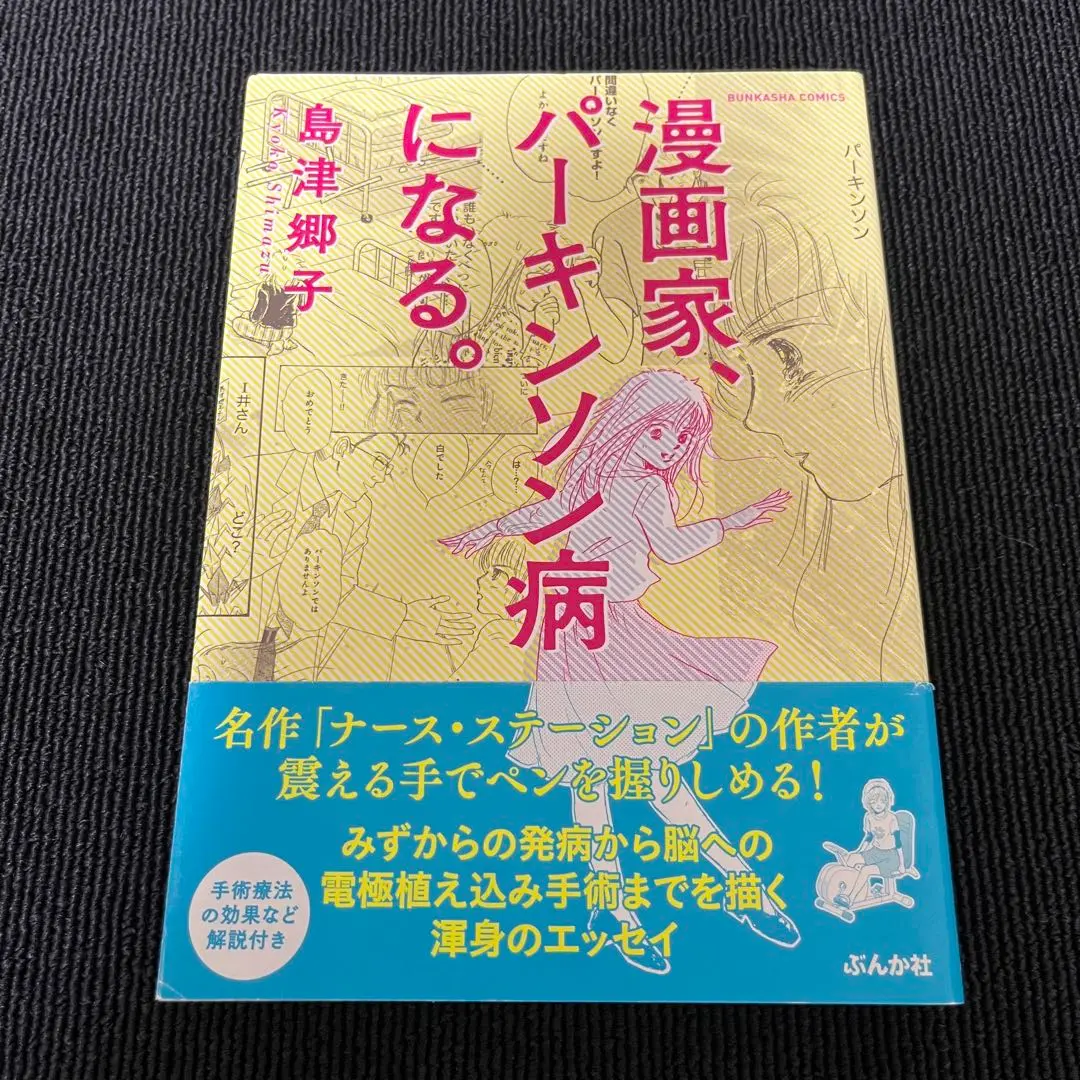 BUNKASHA COMICS
漫画家、
パーキンソン病
になる。
島津郷子
Kyoko Shimazu
パーキンソン
間違いなく
よかですね
きたーー!!
おめでとう
I井さん
どこ?
白でした
は…?
パーキンソンでは
ありませんよ
名作「ナース・ステーション」の作者が
震える手でペンを握りしめる!
みずからの発病から脳への
電極植え込み手術までを描く
渾身のエッセイ
手術療法
の効果など
解説付き
ぶんか社